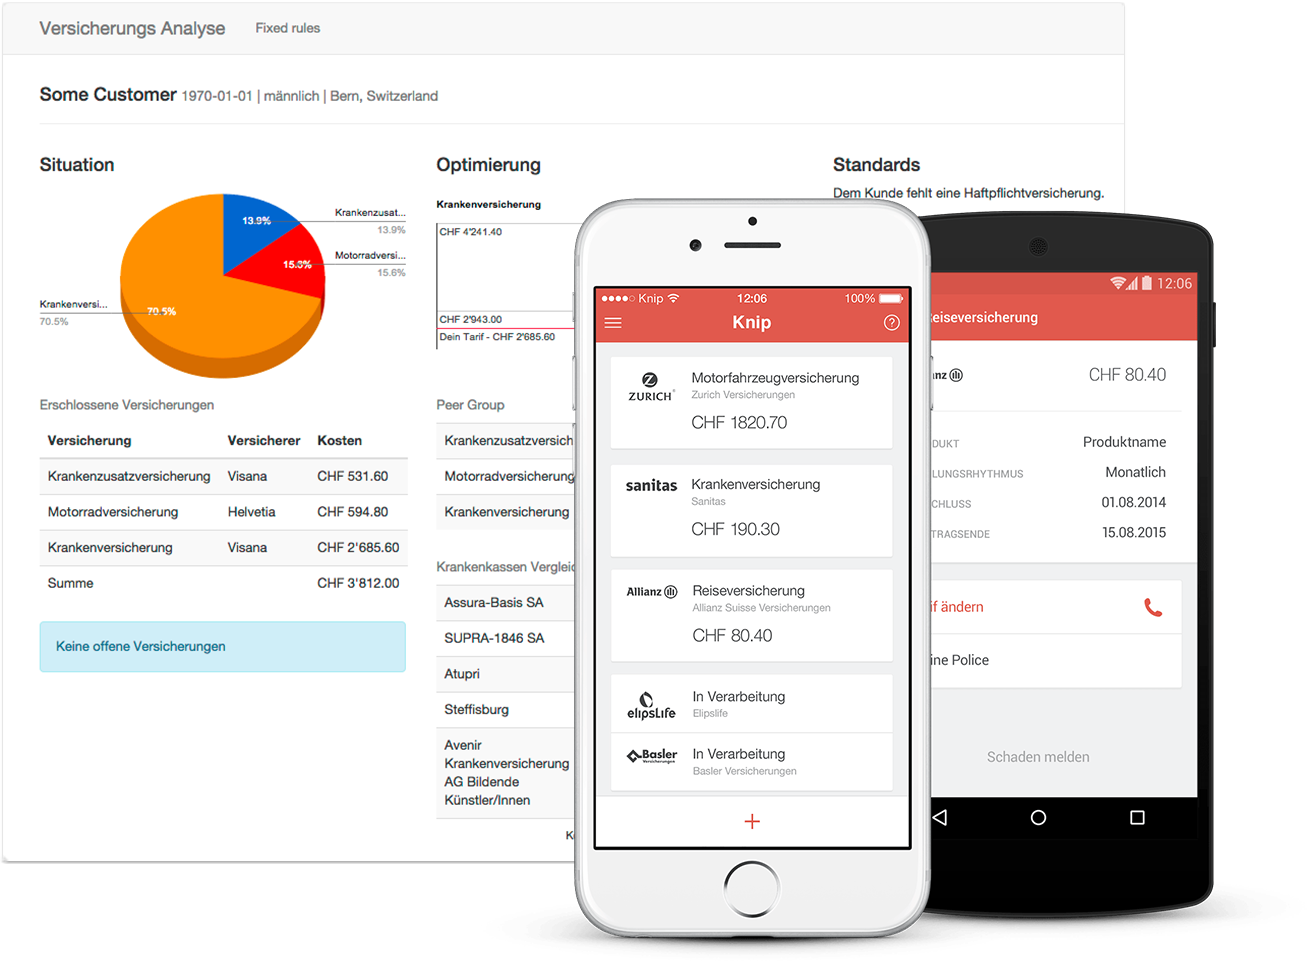 Versicherungs Analyse Fixed rules
Some Customer 1970-01-01 | männlich | Bern, Switzerland
Situation
13.9%
15.6%
70.5%
Krankenzusat...
13.9%
Motorradversi...
15.6%
Krankenversi...
70.5%
Erschlossene Versicherungen
Versicherung Versicherer Kosten
Krankenzusatzversicherung Visana CHF 531.60
Motorradversicherung Helvetia CHF 594.80
Krankenversicherung Visana CHF 2'685.60
Summe CHF 3'812.00
Keine offene Versicherungen
Optimierung
Krankenversicherung
CHF 4'241.40
CHF 2'943.00
Dein Tarif - CHF 2'685.60
Peer Group
Krankenzusatzversich
Motorradversicherung
Krankenversicherung
Krankenkassen Verglei
Assura-Basis SA
SUPRA-1846 SA
Atupri
Steffisburg
Avenir
Krankenversicherung
AG Bildende
Künstler/Innen
K
Standards
Dem Kunde fehlt eine Haftpflichtversicherung.
Knip 12:06 100%
Knip
?
ZURICH
Motorfahrzeugversicherung
Zurich Versicherungen
CHF 1820.70
sanitas
Krankenversicherung
Sanitas
CHF 190.30
Allianz
Reiseversicherung
Allianz Suisse Versicherungen
CHF 80.40
elipsLife
In Verarbeitung
Elipslife
Basler
Versicherungen
In Verarbeitung
Basler Versicherungen
+
12:06
Reiseversicherung
nz CHF 80.40
DUKT Produktname
LUNGSRHYTHMUS Monatlich
CHLUSS 01.08.2014
TRAGSENDE 15.08.2015
if ändern
ine Police
Schaden melden